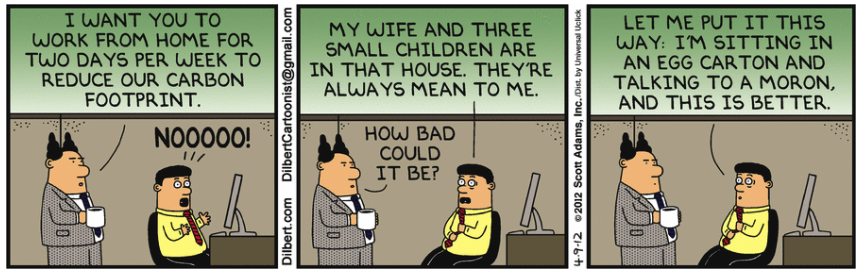 I WANT YOU TO
WORK FROM HOME FOR
TWO DAYS PER WEEK TO
REDUCE OUR CARBON
FOOTPRINT.
NOOOOO!
Dilbert.com DilbertCartoonist@gmail.com
MY WIFE AND THREE
SMALL CHILDREN ARE
IN THAT HOUSE. THEY'RE
ALWAYS MEAN TO ME.
HOW BAD
COULD
IT BE?
4-9-12 ©2012 Scott Adams, Inc. /Dist. by Universal Uclick
LET ME PUT IT THIS
WAY: I'M SITTING IN
AN EGG CARTON AND
TALKING TO A MORON,
AND THIS IS BETTER.